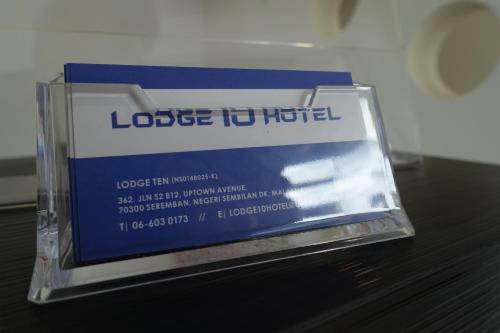 LODGE 10 HOTEL
LODGE TEN (NS0148025-K)
362, JLN S2 B12, UPTOWN AVENUE,
70300 SEREMBAN, NEGERI SEMBILAN DK,
T| 06-603 0173 // E|